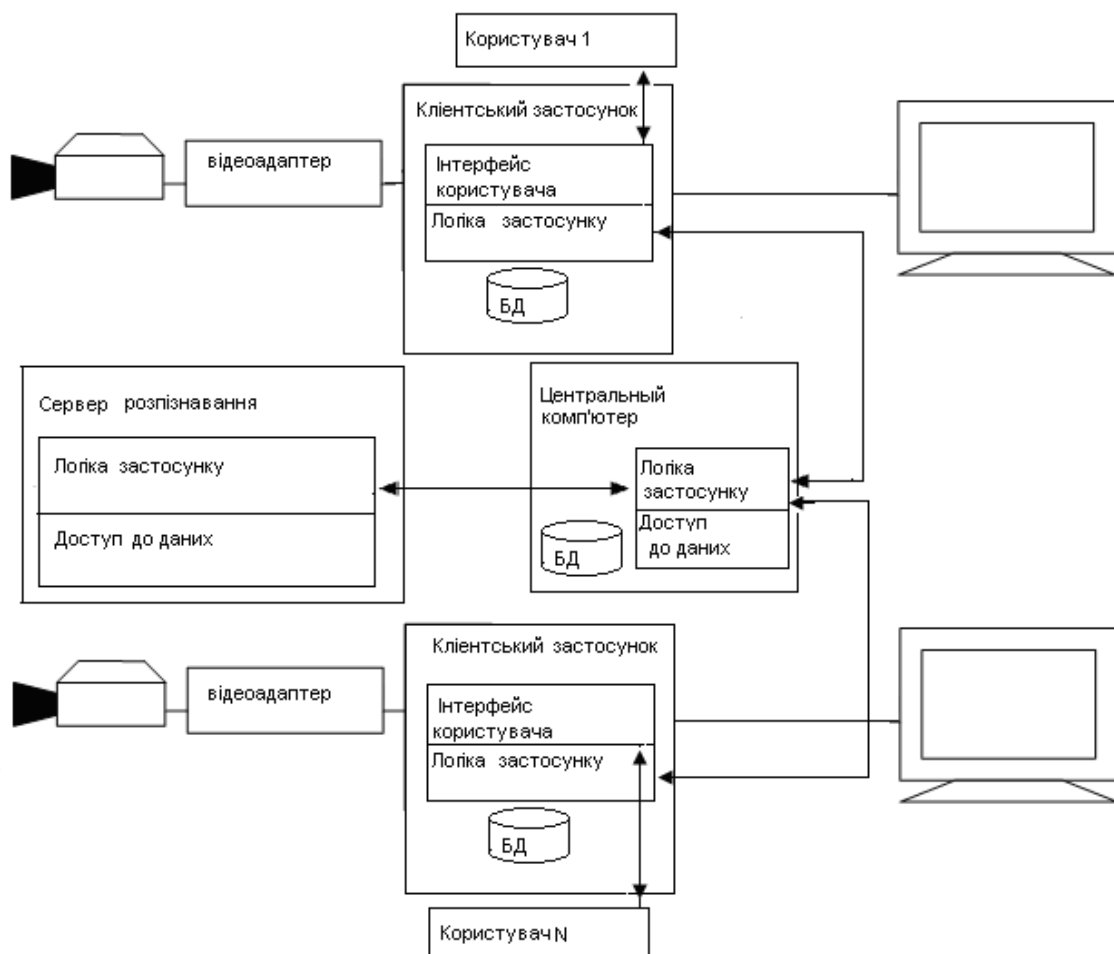 Користувач 1
Клієнтський застосунок
відеоадаптер
Інтерфейс
користувача
Логіка застосунку
БД
Сервер розпізнавання
Логіка застосунку
Доступ до даних
Центральный
комп'ютер
Логіка
застосунку
Доступ
до даних
БД
Клієнтський застосунок
відеоадаптер
Інтерфейс
користувача
Логіка застосунку
БД
Користувач N